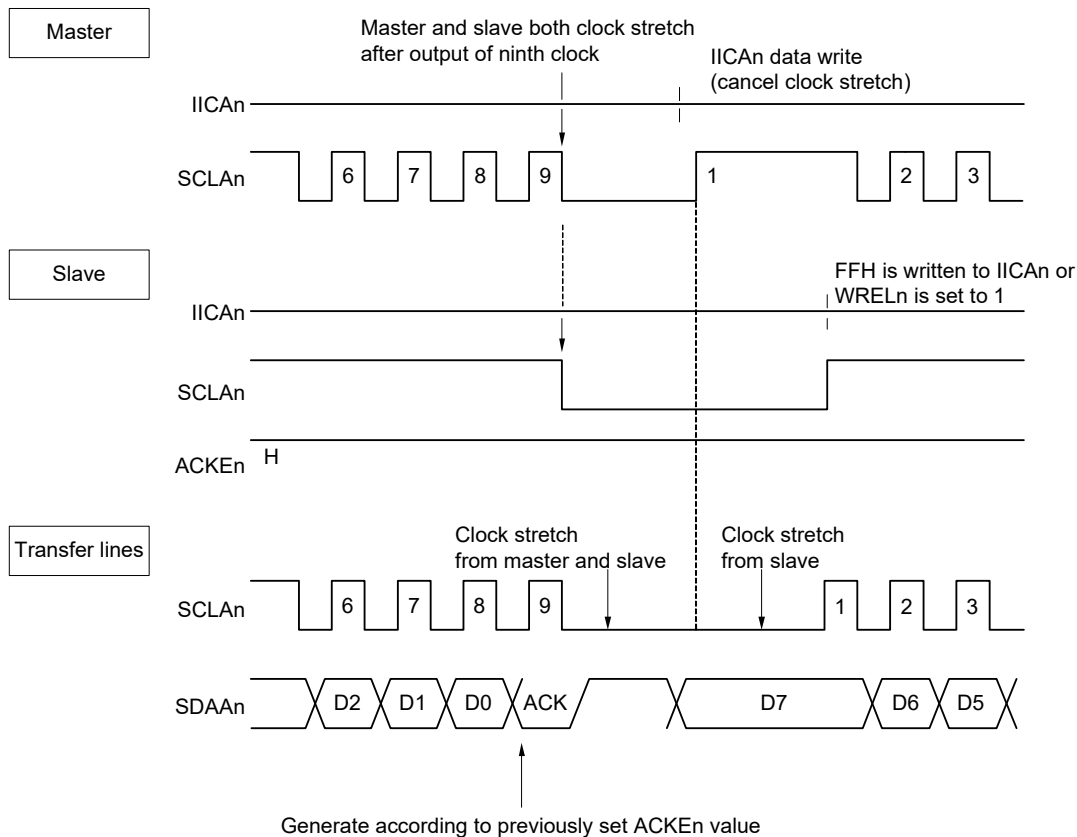 Master
Master and slave both clock stretch
after output of ninth clock
IICAn data write
(cancel clock stretch)
IICAn
SCLAn
6 7 8 9 1 2 3
Slave
FFH is written to IICAn or
WRELn is set to 1
IICAn
SCLAn
ACKEn
H
Transfer lines
Clock stretch
from master and slave
Clock stretch
from slave
SCLAn
6 7 8 9 1 2 3
SDAAn
D2 D1 D0 ACK D7 D6 D5
Generate according to previously set ACKEn value